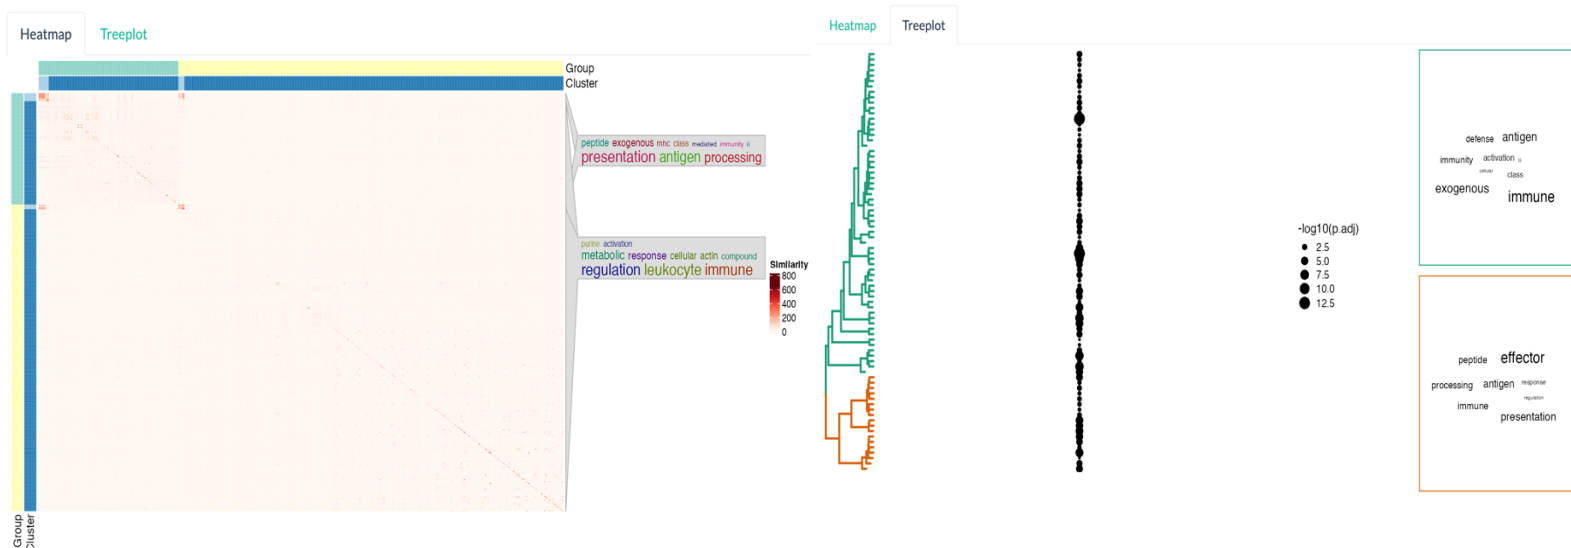 Heatmap Treeplot
Group
Cluster
Group
Cluster
peptide exogenous mhc class mediated immunity ii
presentation antigen processing
purine activation
metabolic response cellular actin compound
regulation leukocyte immune
Similarity
800
600
400
200
0
Heatmap Treeplot
-log10(p.adj)
2.5
5.0
7.5
10.0
12.5
defense antigen
immunity activation ii
cellular class
exogenous immune
peptide effector
processing antigen response
regulation
immune presentation